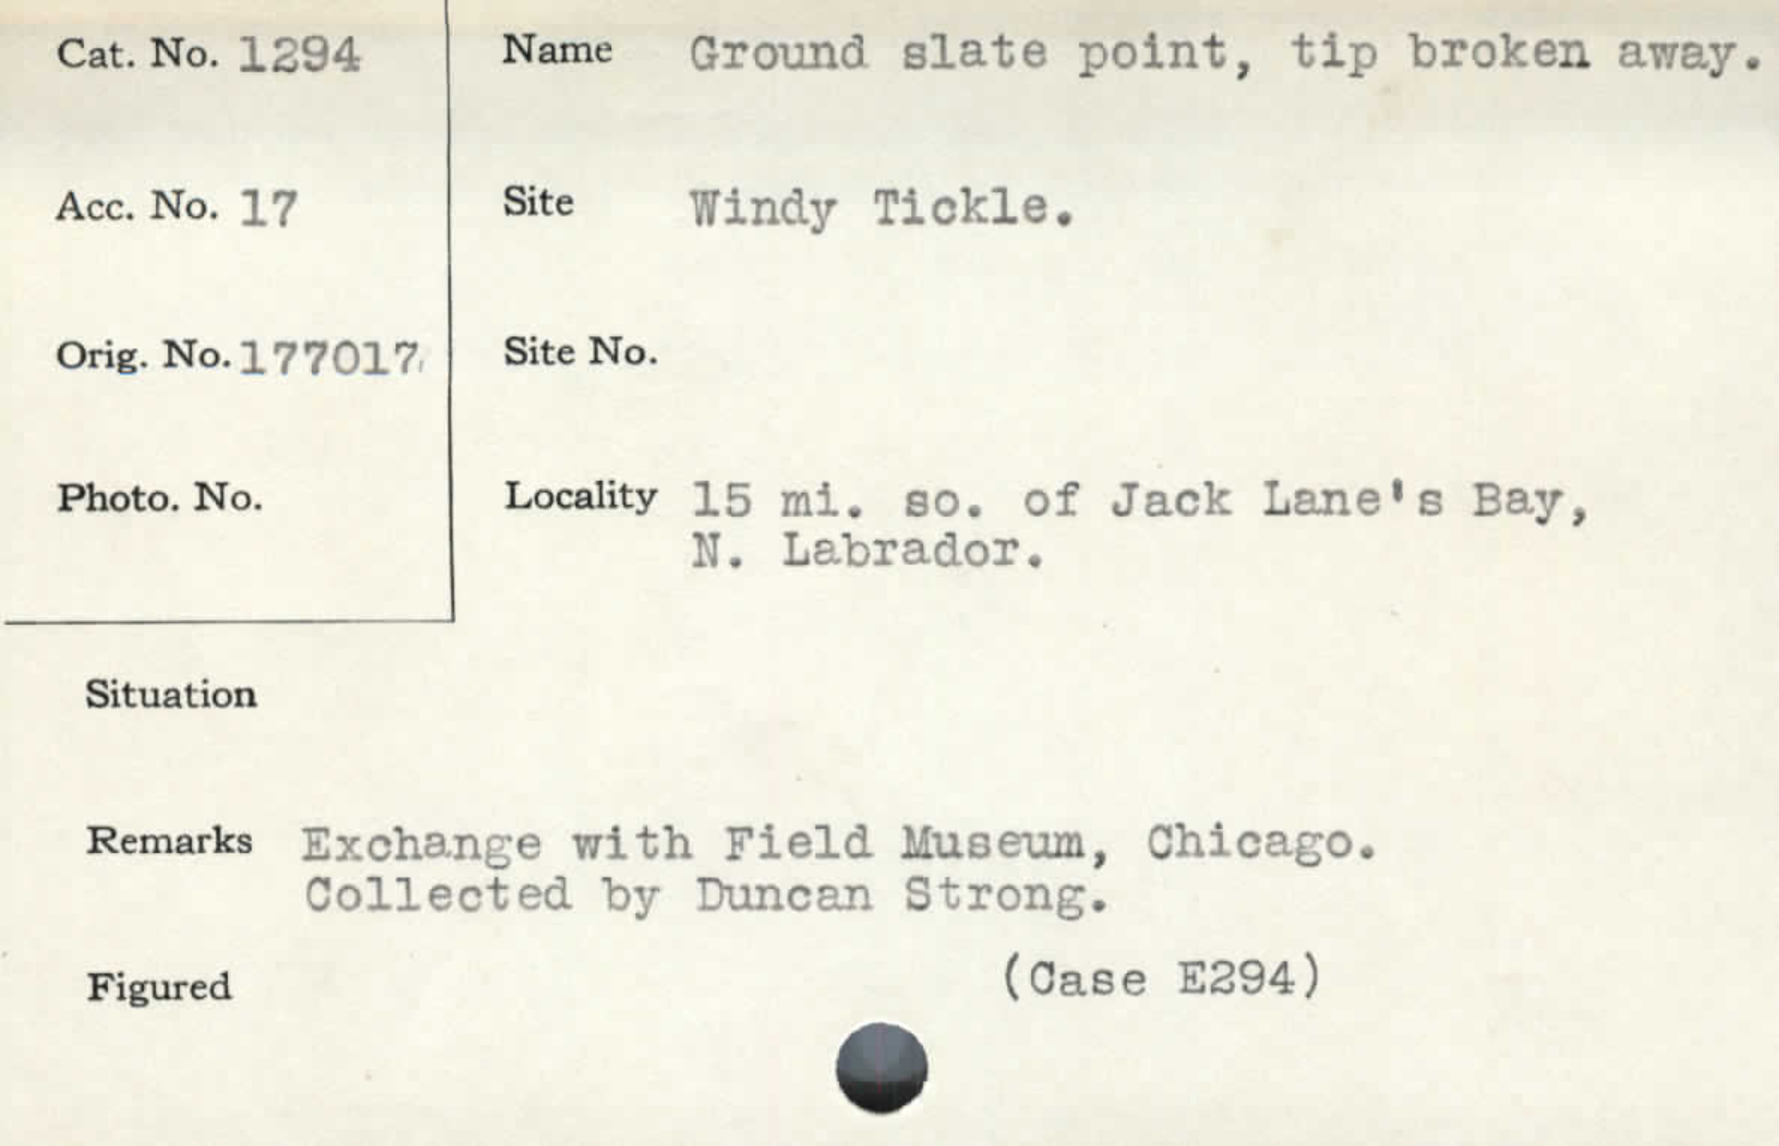 Cat. No. 1294
Name Ground slate point, tip broken away.
Acc. No. 17
Site Windy Tickle.
Orig. No. 177017
Site No.
Photo. No.
Locality 15 mi. so. of Jack Lane's Bay,
N. Labrador.
Situation
Remarks Exchange with Field Museum, Chicago.
Collected by Duncan Strong.
Figured
(Case E294)